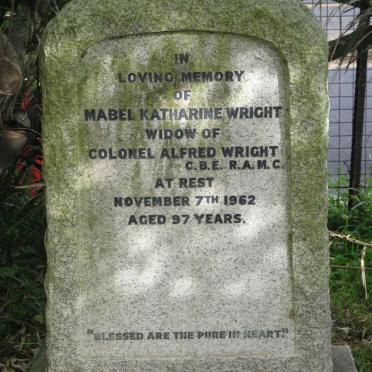 IN
LOVING MEMORY
OF
MABEL KATHARINE WRIGHT
WIDOW OF
COLONEL ALFRED WRIGHT
C.B.E. R.A.M.C.
AT REST
NOVEMBER 7TH 1962
AGED 97 YEARS.
"BLESSED ARE THE PURE IN HEART."